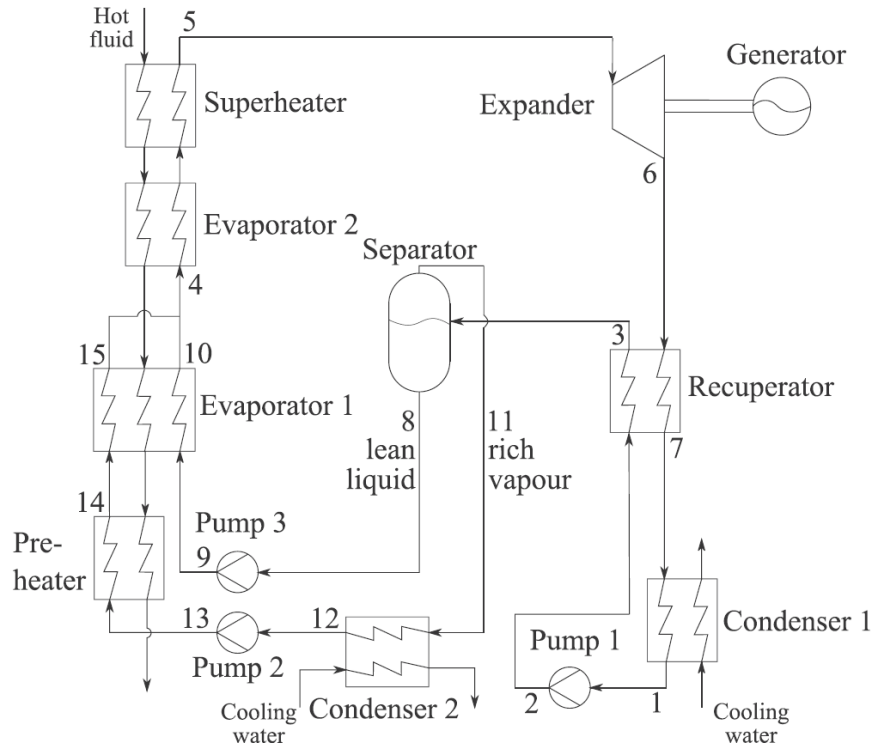 Hot
fluid
5
Superheater
Expander
Generator
6
Evaporator 2
Separator
4
3
15
10
Evaporator 1
Recuperator
8
lean
liquid
11
rich
vapour
7
14
Pre-
heater
Pump 3
9
13
Pump 2
12
Condenser 2
Cooling
water
Pump 1
2
1
Condenser 1
Cooling
water